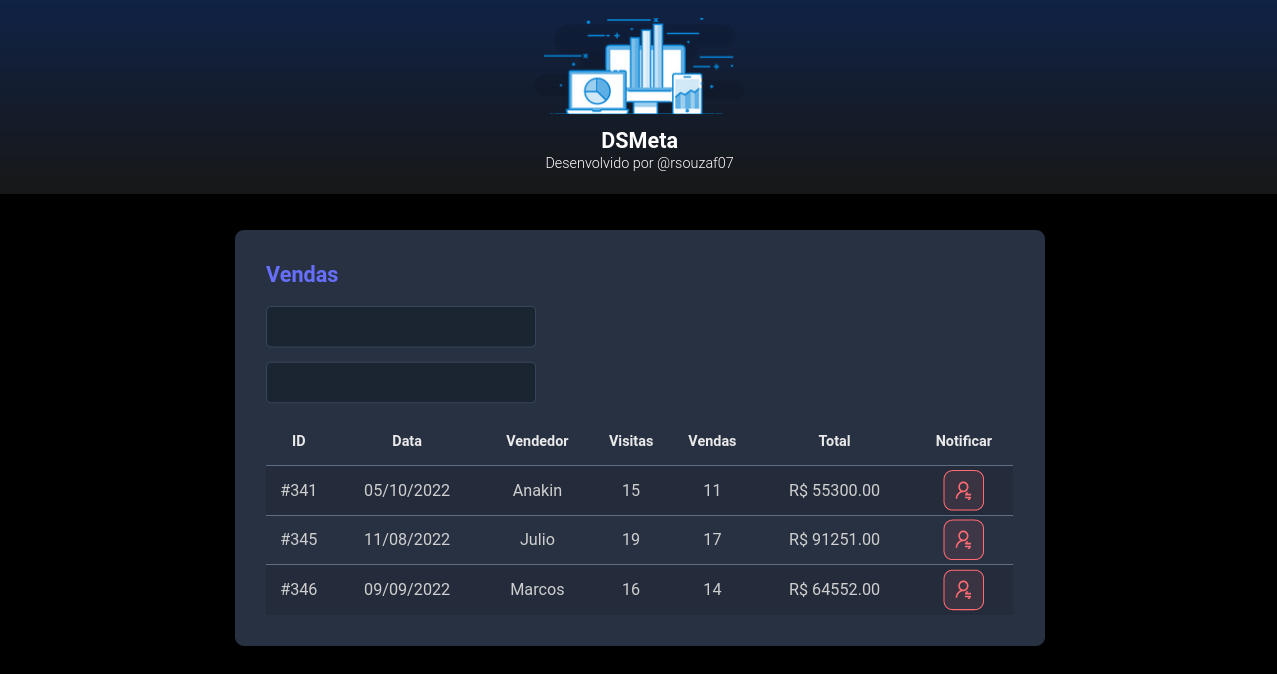 DSMeta
Desenvolvido por @rsouzaf07
Vendas
ID Data Vendedor Visitas Vendas Total Notificar
#341 05/10/2022 Anakin 15 11 R$ 55300.00
#345 11/08/2022 Julio 19 17 R$ 91251.00
#346 09/09/2022 Marcos 16 14 R$ 64552.00